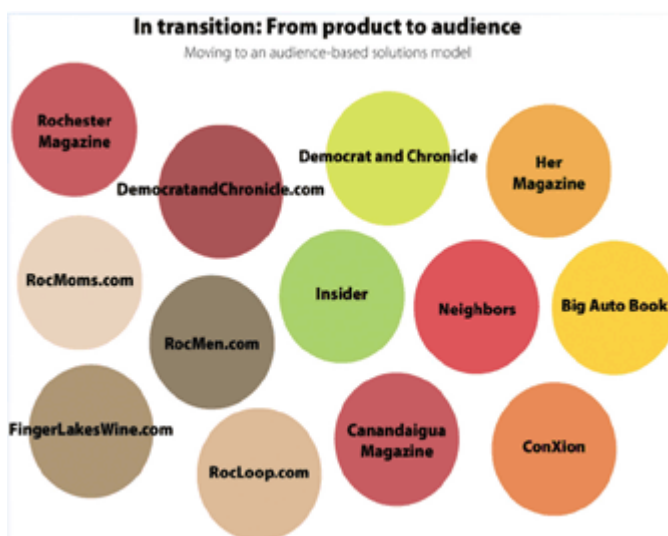 In transition: From product to audience
Moving to an audience-based solutions model
Rochester
Magazine
DemocratandChronicle.com
Democrat and Chronicle
Her
Magazine
RocMoms.com
RocMen.com
Insider
Neighbors
Big Auto Book
FingerLakesWine.com
RocLoop.com
Canandaigua
Magazine
ConXion